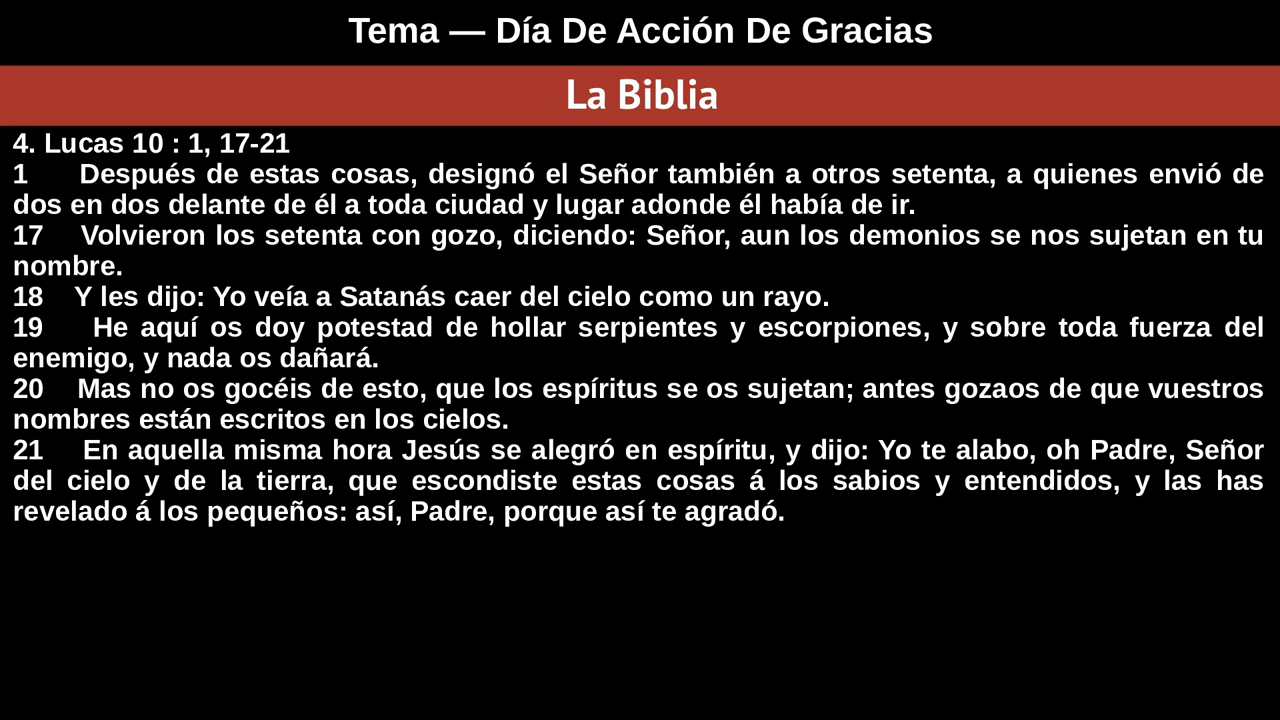 Tema — Día De Acción De Gracias
La Biblia
4. Lucas 10 : 1, 17-21
1 Después de estas cosas, designó el Señor también a otros setenta, a quienes envió de
dos en dos delante de él a toda ciudad y lugar adonde él había de ir.
17 Volvieron los setenta con gozo, diciendo: Señor, aun los demonios se nos sujetan en tu
nombre.
18 Y les dijo: Yo veía a Satanás caer del cielo como un rayo.
19 He aquí os doy potestad de hollar serpientes y escorpiones, y sobre toda fuerza del
enemigo, y nada os dañará.
20 Mas no os gocéis de esto, que los espíritus se os sujetan; antes gozaos de que vuestros
nombres están escritos en los cielos.
21 En aquella misma hora Jesús se alegró en espíritu, y dijo: Yo te alabo, oh Padre, Señor
del cielo y de la tierra, que escondiste estas cosas á los sabios y entendidos, y las has
revelado á los pequeños: así, Padre, porque así te agradó.